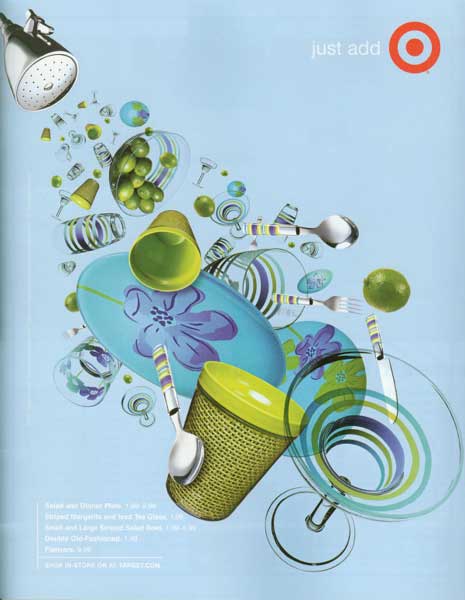 just add
Salad and Dinner Plate.
Striped Margarita and Iced Tea Glass.
Small and Large Striped Salad Bowl.
Double Old-Fashioned.
Flatware.
SHOP IN-STORE OR AT TARGET.COM